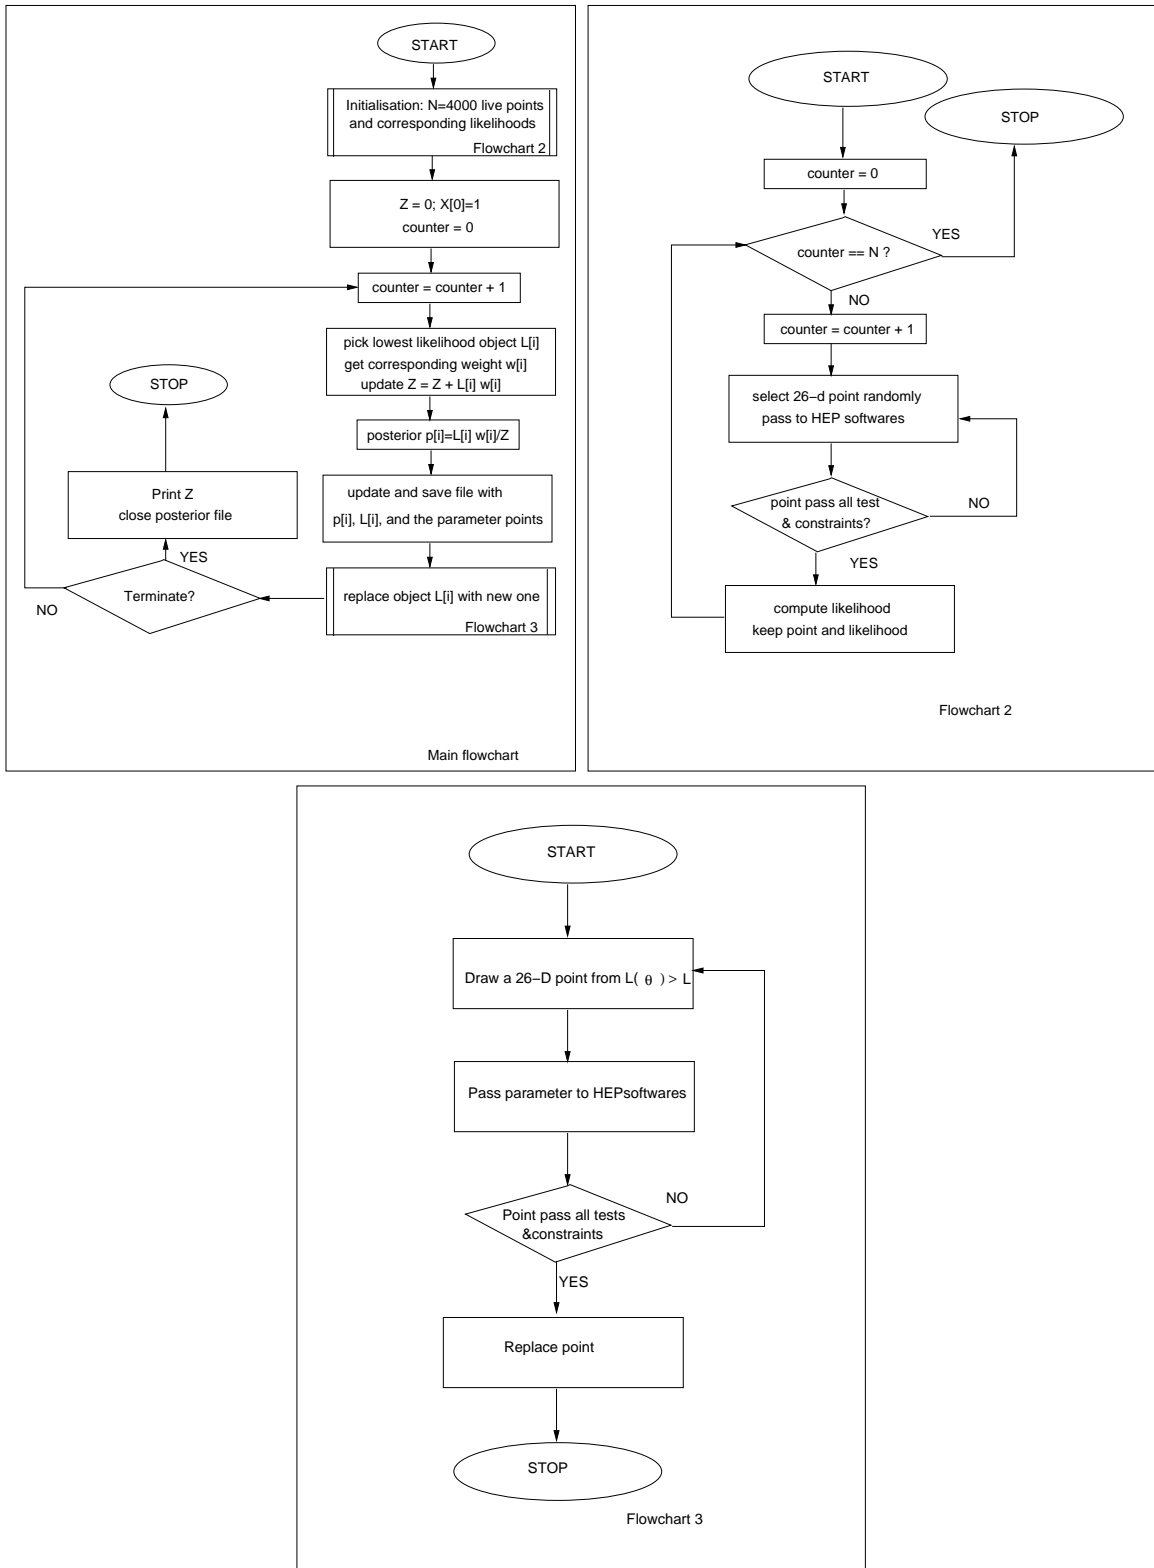 START
Initialisation: N=4000 live points
and corresponding likelihoods
Flowchart 2
Z = 0; X[0]=1
counter = 0
counter = counter + 1
pick lowest likelihood object L[i]
get corresponding weight w[i]
update Z = Z + L[i] w[i]
posterior p[i]=L[i] w[i]/Z
update and save file with
p[i], L[i], and the parameter points
replace object L[i] with new one
Flowchart 3
Terminate?
NO
YES
Print Z
close posterior file
STOP
Main flowchart
START
STOP
counter = 0
counter == N ?
YES
NO
counter = counter + 1
select 26−d point randomly
pass to HEP softwares
point pass all test
& constraints?
NO
YES
compute likelihood
keep point and likelihood
Flowchart 2
START
Draw a 26−D point from L( θ ) > L
Pass parameter to HEPsoftwares
Point pass all tests
&constraints
NO
YES
Replace point
STOP
Flowchart 3